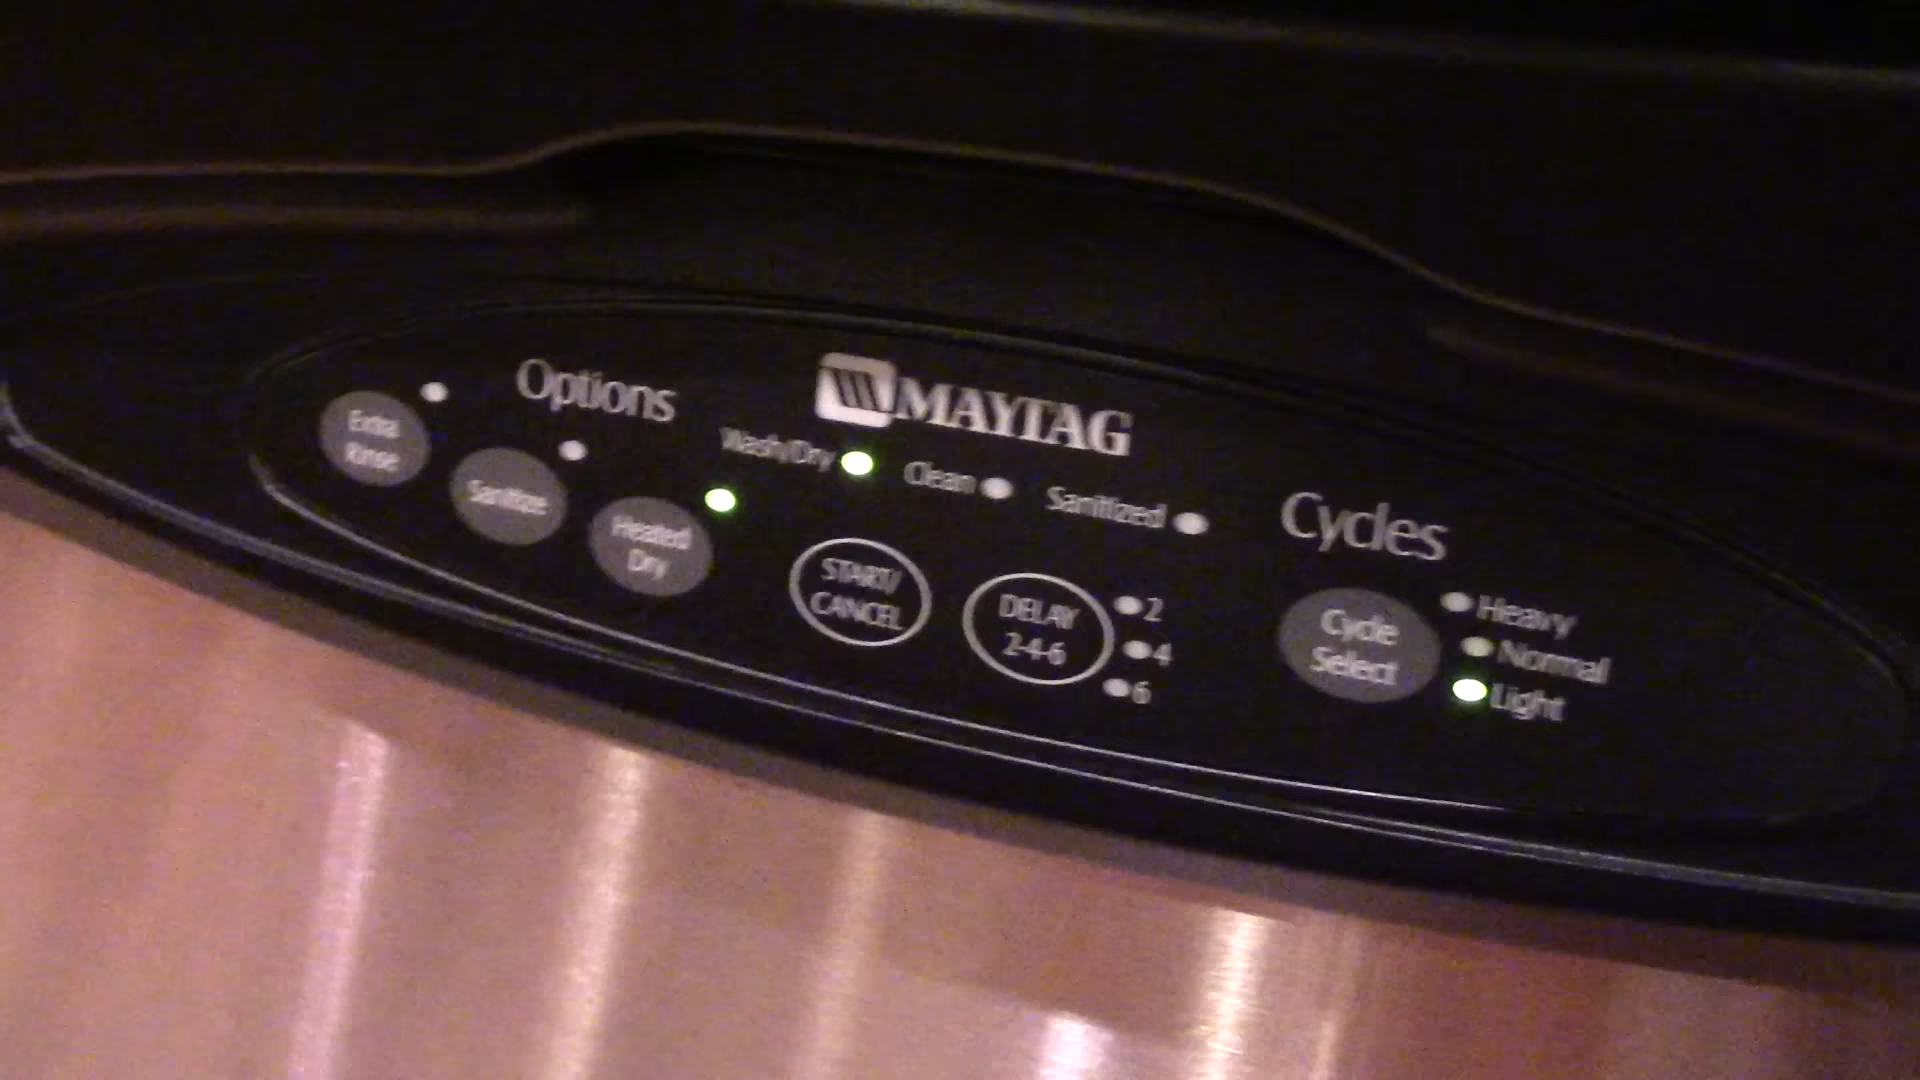 Options
MAYTAG
Extra
Rinse
Sanitize
Heated
Dry
Wash/Dry
Clean
Sanitized
START/
CANCEL
DELAY
2-4-6
2
4
6
Cycles
Cycle
Select
Heavy
Normal
Light